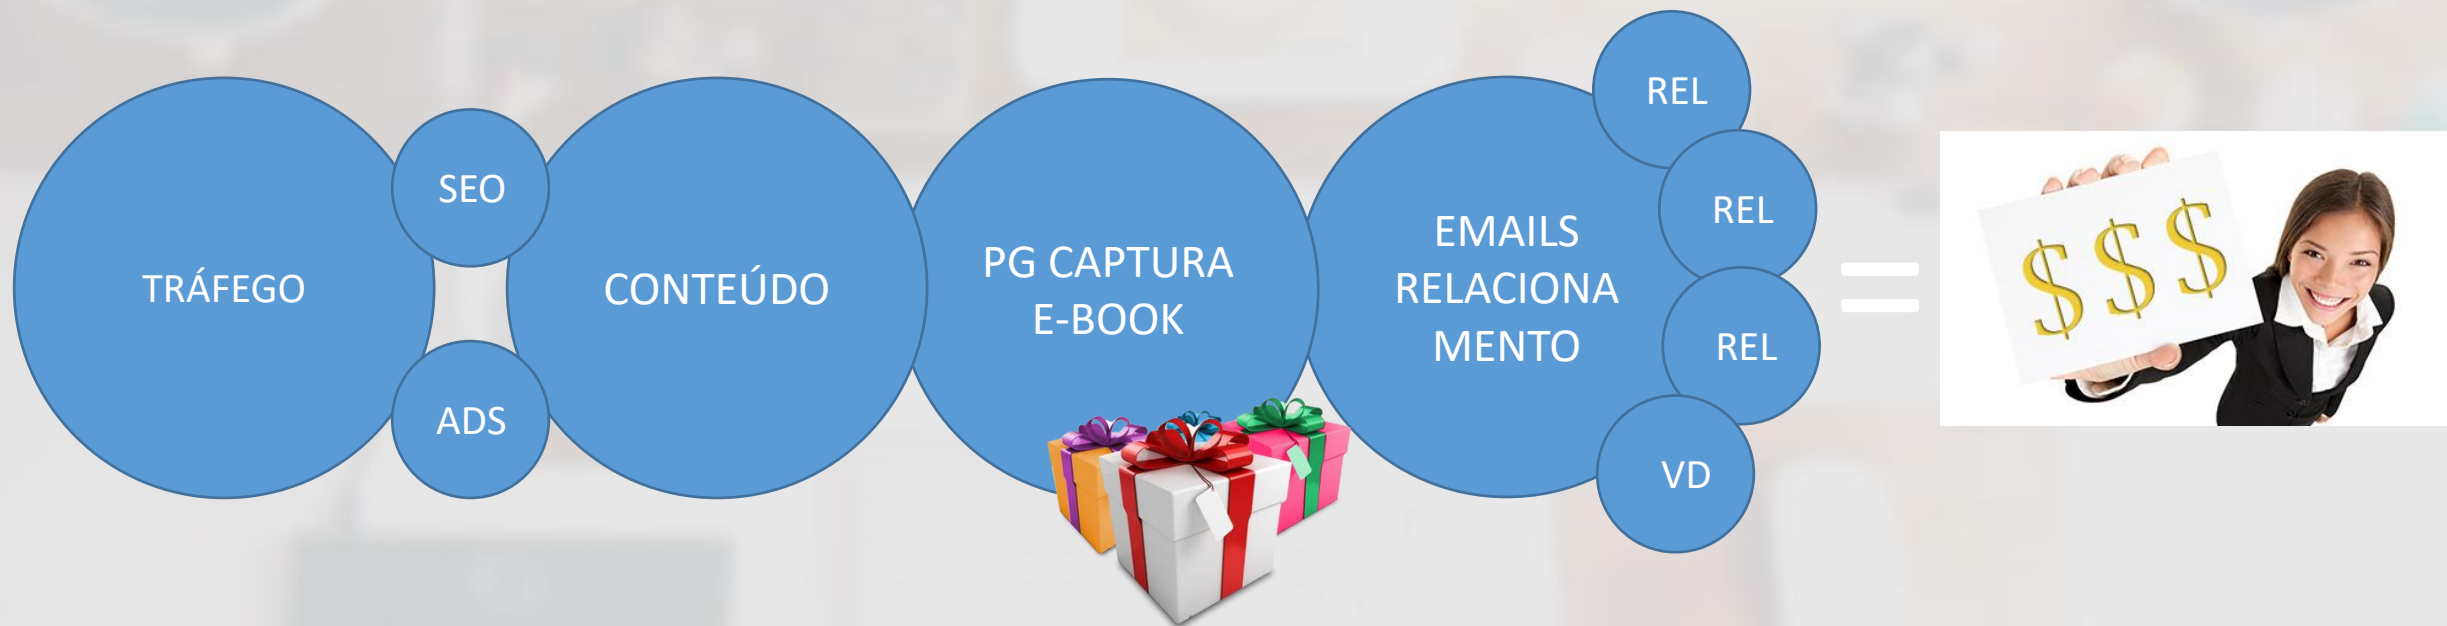 TRÁFEGO
SEO
ADS
CONTEÚDO
PG CAPTURA
E-BOOK
EMAILS
RELACIONA
MENTO
REL
REL
REL
VD
=
$$$